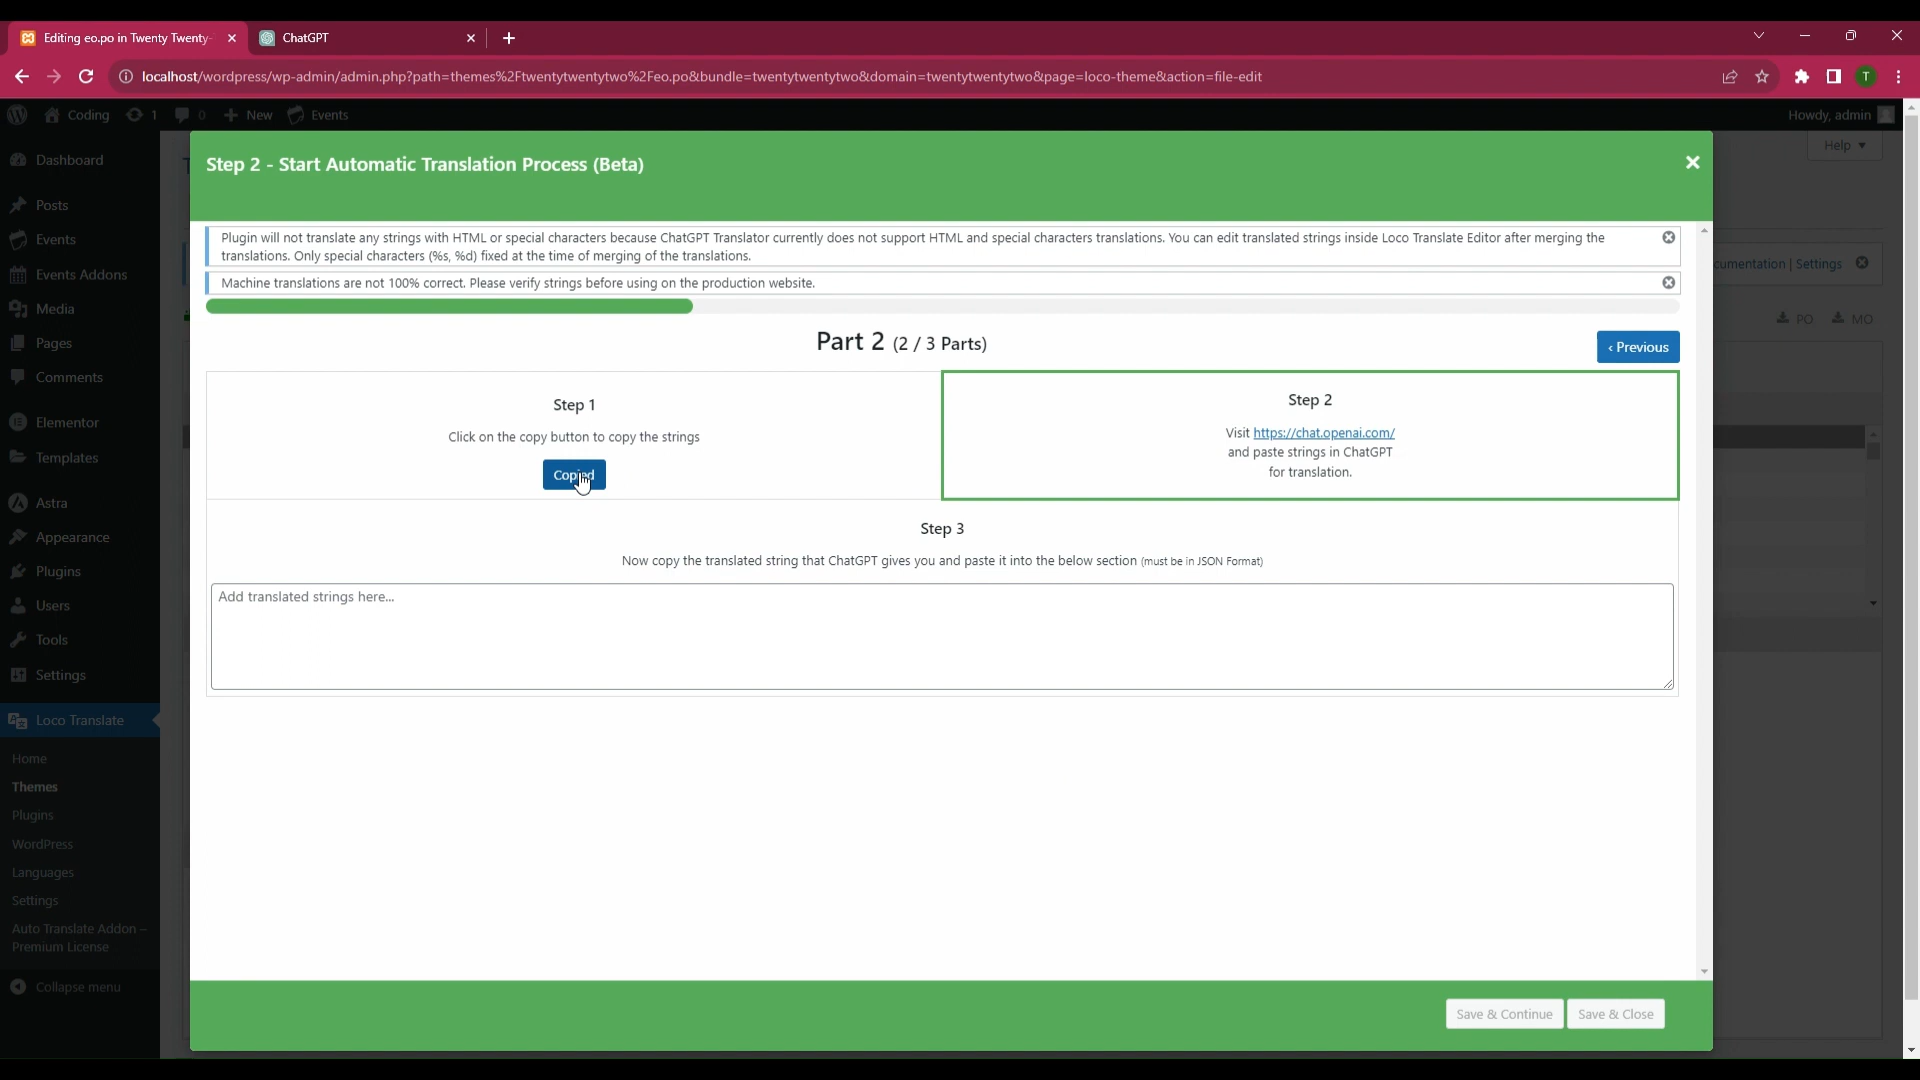 Editing eo.po in Twenty Twenty-
ChatGPT
localhost/wordpress/wp-admin/admin.php?path=themes%2Ftwentytwentytwo%2Feo.po&bundle=twentytwentytwo&domain=twentytwentytwo&page=loco-theme&action=file-edit
T
Coding
1
0
New
Events
Howdy, admin
Help
Dashboard
Posts
Events
Events Addons
Media
Pages
Comments
Elementor
Templates
Astra
Appearance
Plugins
Users
Tools
Settings
Loco Translate
Home
Themes
Plugins
WordPress
Languages
Settings
Auto Translate Addon –
Premium License
Collapse menu
Step 2 - Start Automatic Translation Process (Beta)
Plugin will not translate any strings with HTML or special characters because ChatGPT Translator currently does not support HTML and special characters translations. You can edit translated strings inside Loco Translate Editor after merging the
translations. Only special characters (%s, %d) fixed at the time of merging of the translations.
Machine translations are not 100% correct. Please verify strings before using on the production website.
cumentation | Settings
PO
MO
Part 2 (2 / 3 Parts)
‹ Previous
Step 1
Click on the copy button to copy the strings
Copied
Step 2
Visit https://chat.openai.com/
and paste strings in ChatGPT
for translation.
Step 3
Now copy the translated string that ChatGPT gives you and paste it into the below section (must be in JSON Format)
Add translated strings here...
Save & Continue
Save & Close